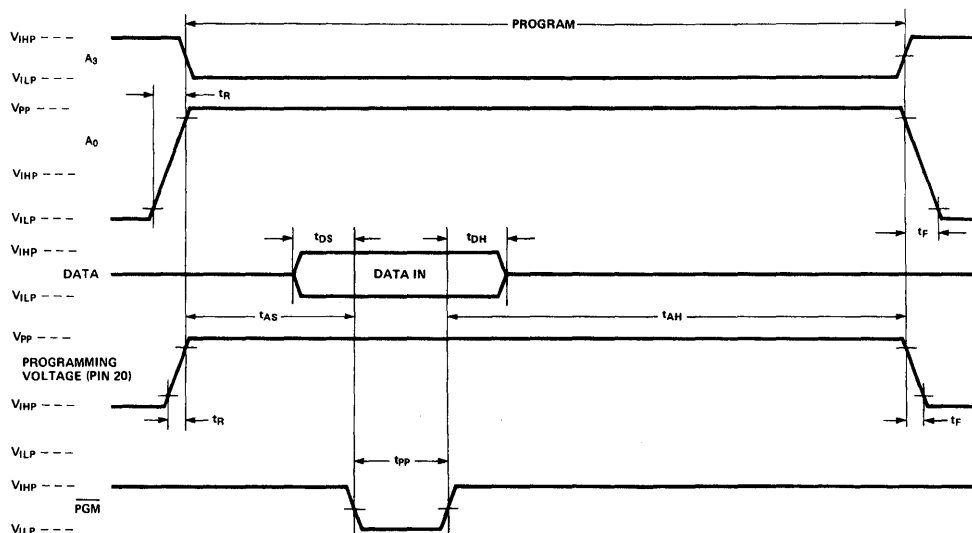 PROGRAM
VIHP
A3
VILP
tR
VPP
A0
VIHP
VILP
tF
VIHP
tDS
tDH
DATA
DATA IN
VILP
tAS
tAH
VPP
PROGRAMMING
VOLTAGE (PIN 20)
VIHP
tR
tF
VILP
tPP
VIHP
PGM
VILP